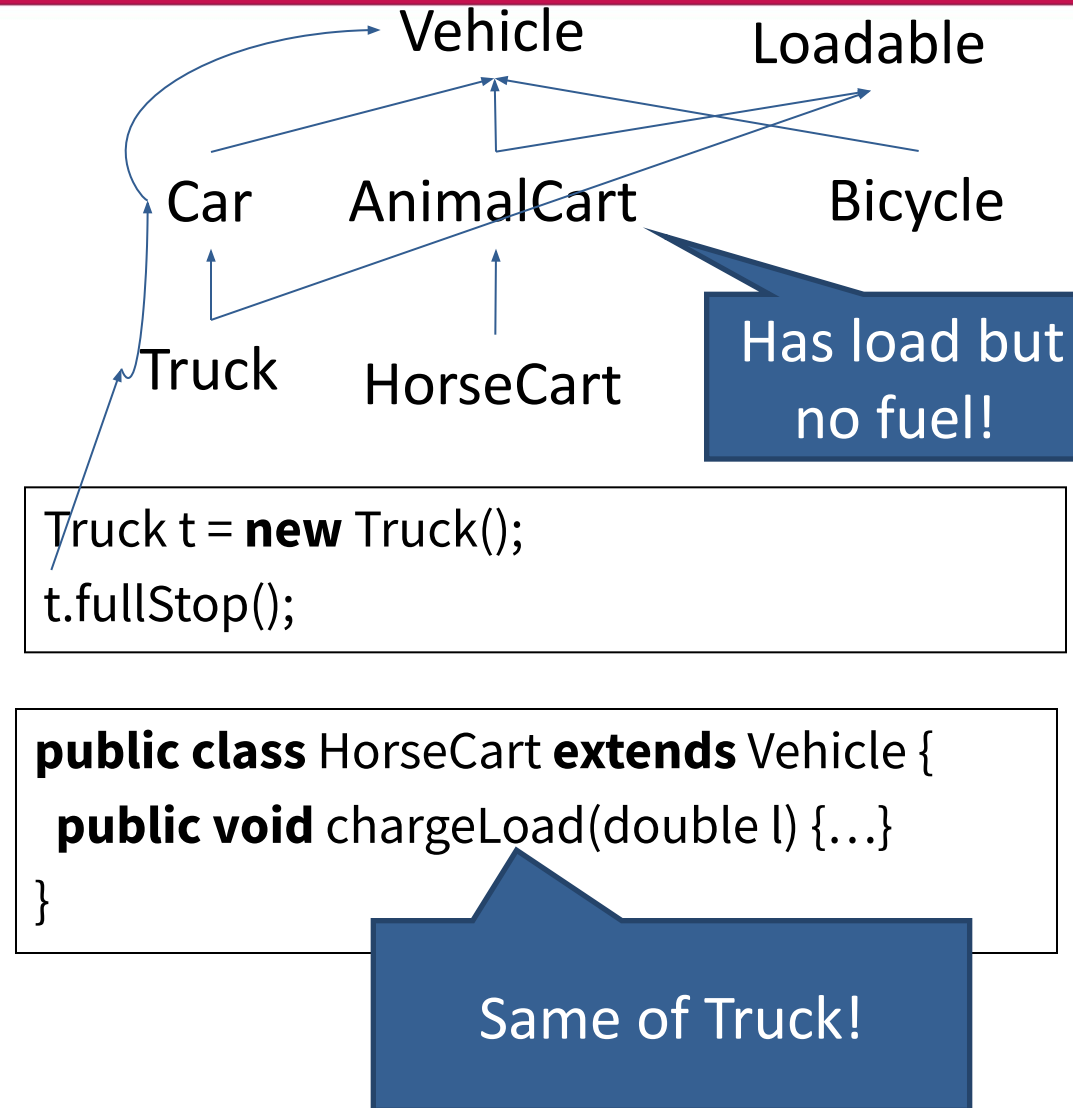 Vehicle
Loadable
Car
AnimalCart
Bicycle
Truck
HorseCart
Has load but
no fuel!
Truck t = new Truck();
t.fullStop();
public class HorseCart extends Vehicle {
public void chargeLoad(double l) {…}
}
Same of Truck!